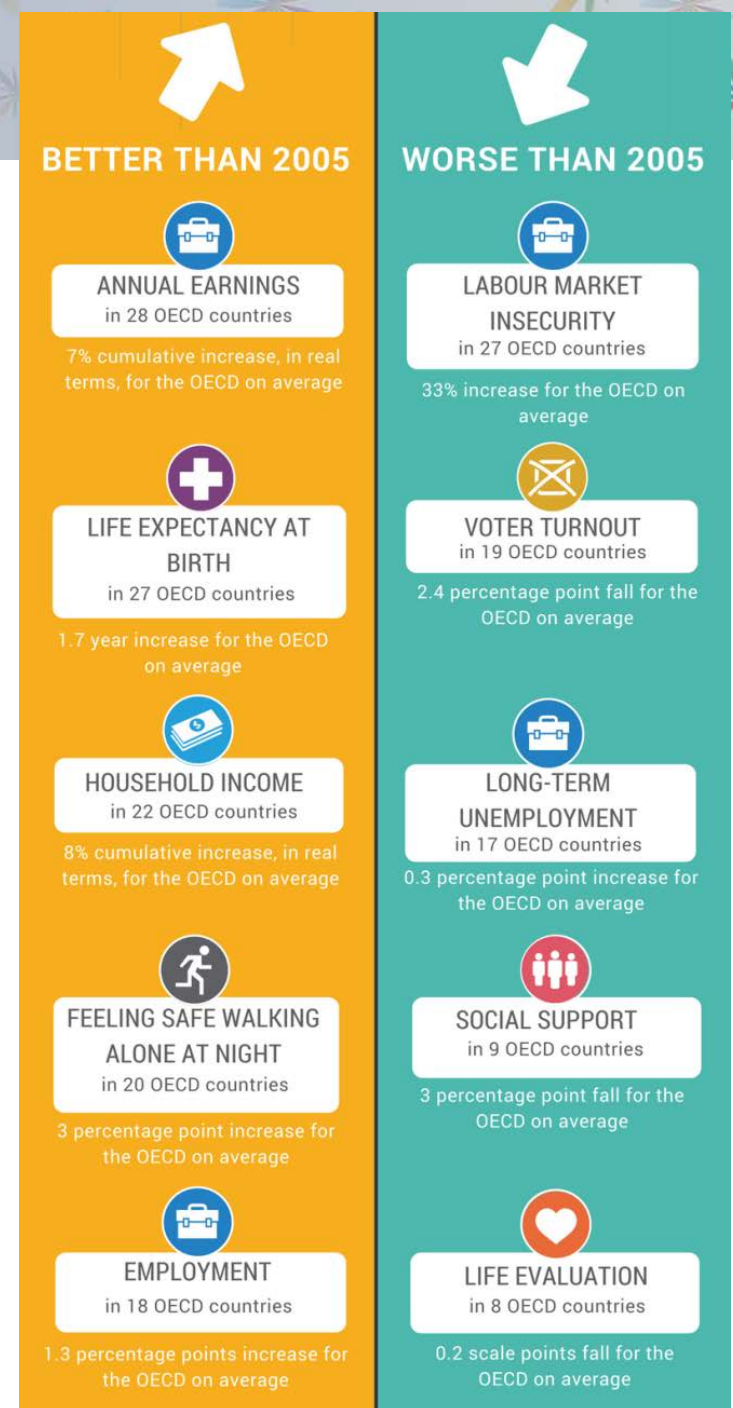 BETTER THAN 2005
ANNUAL EARNINGS
in 28 OECD countries
7% cumulative increase, in real
terms, for the OECD on average
LIFE EXPECTANCY AT
BIRTH
in 27 OECD countries
1.7 year increase for the OECD
on average
HOUSEHOLD INCOME
in 22 OECD countries
8% cumulative increase, in real
terms, for the OECD on average
FEELING SAFE WALKING
ALONE AT NIGHT
in 20 OECD countries
3 percentage point increase for
the OECD on average
EMPLOYMENT
in 18 OECD countries
1.3 percentage points increase for
the OECD on average
WORSE THAN 2005
LABOUR MARKET
INSECURITY
in 27 OECD countries
33% increase for the OECD on
average
VOTER TURNOUT
in 19 OECD countries
2.4 percentage point fall for the
OECD on average
LONG-TERM
UNEMPLOYMENT
in 17 OECD countries
0.3 percentage point increase for
the OECD on average
SOCIAL SUPPORT
in 9 OECD countries
3 percentage point fall for the
OECD on average
LIFE EVALUATION
in 8 OECD countries
0.2 scale points fall for the
OECD on average